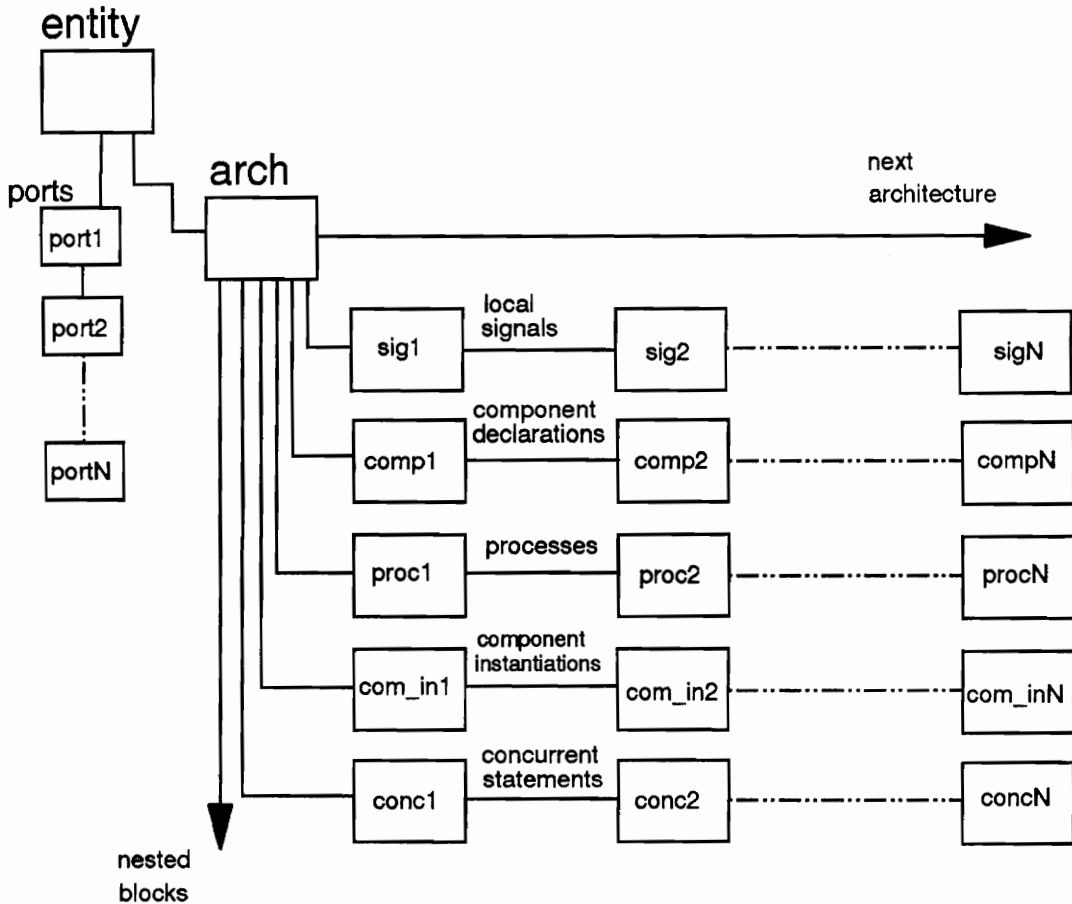 entity
arch
next
architecture
ports
port1
port2
portN
local
signals
sig1
sig2
sigN
component
declarations
comp1
comp2
compN
processes
proc1
proc2
procN
component
instantiations
com_in1
com_in2
com_inN
concurrent
statements
conc1
conc2
concN
nested
blocks